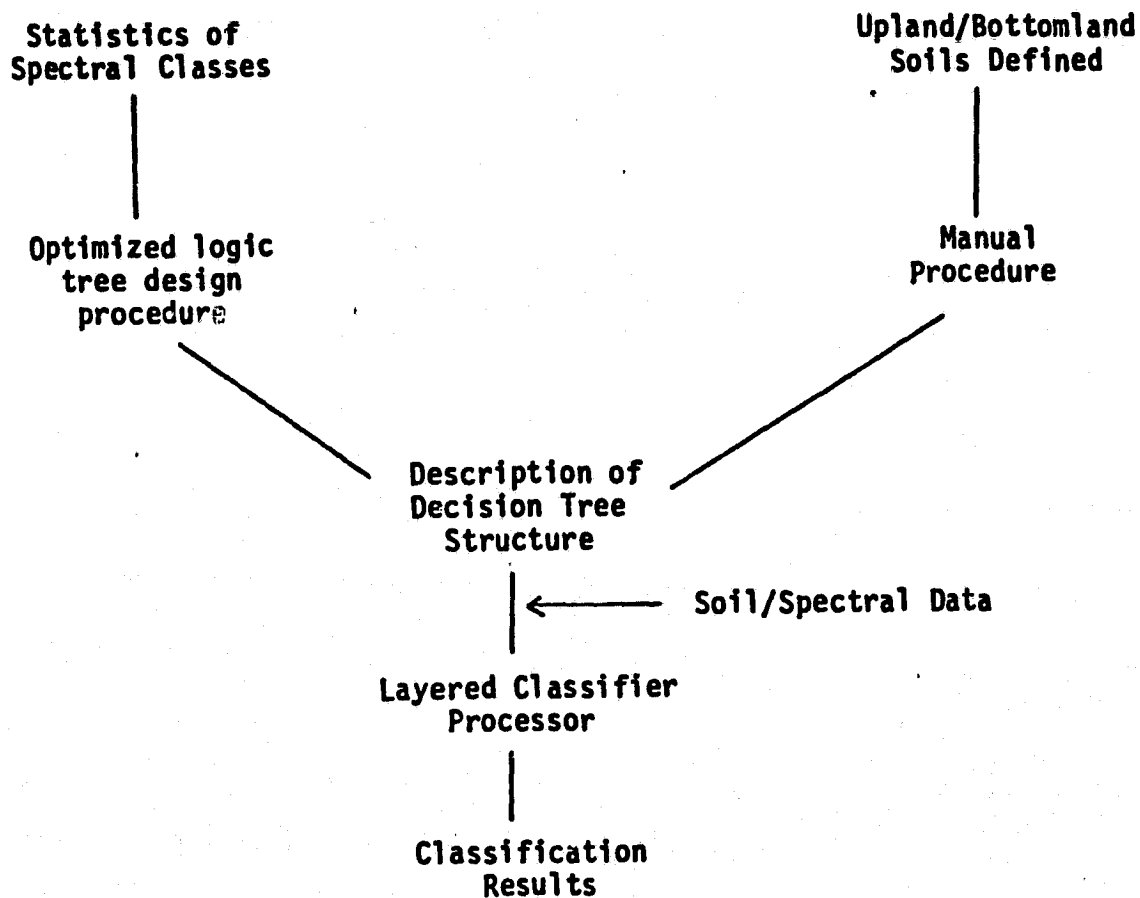 Statistics of
Spectral Classes
Upland/Bottomland
Soils Defined
Optimized logic
tree design
procedure
Manual
Procedure
Description of
Decision Tree
Structure
Soil/Spectral Data
Layered Classifier
Processor
Classification
Results